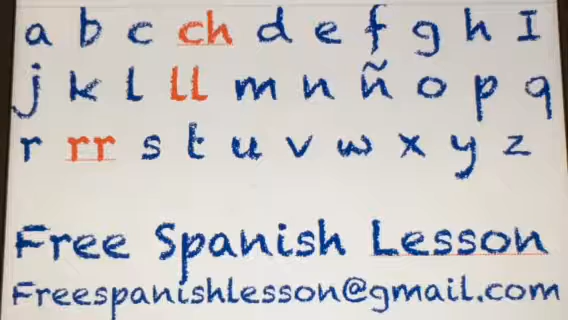 a b c ch d e f g h I
j k l ll m n ñ o p q
r rr s t u v w x y z
Free Spanish Lesson
Freespanishlesson@gmail.com